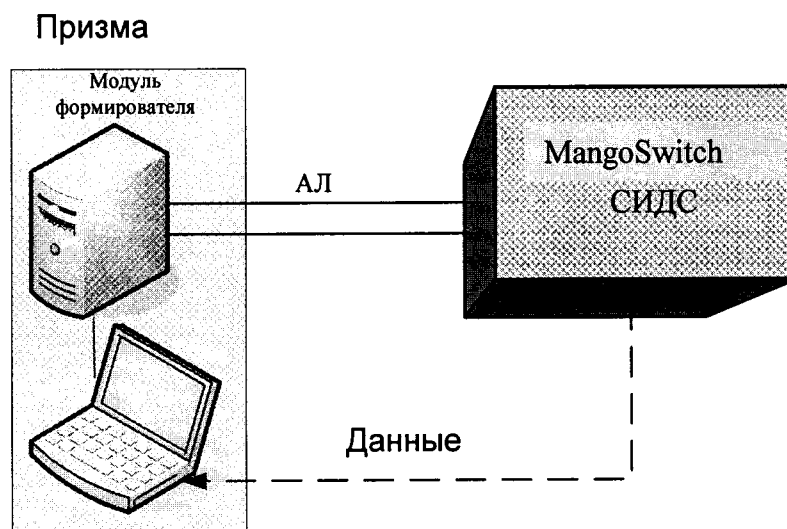 Призма
Модуль
формирователя
АЛ
MangoSwitch
СИДС
Данные